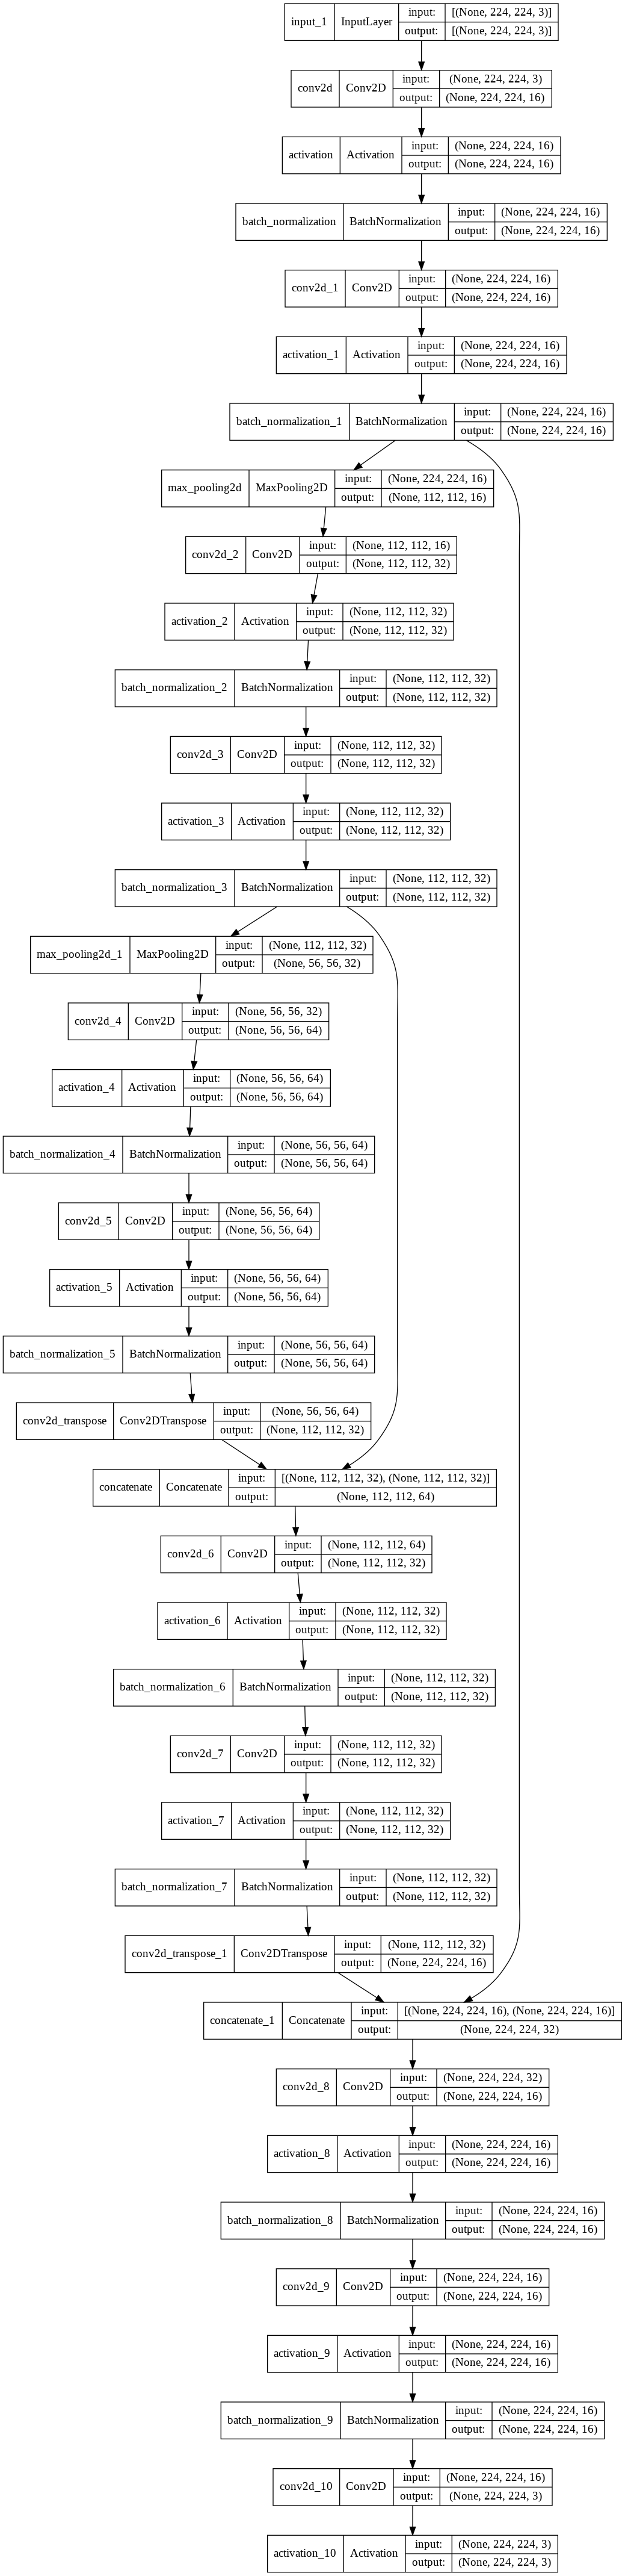 input_1 InputLayer input: [(None, 224, 224, 3)]
output: [(None, 224, 224, 3)]
conv2d Conv2D input: (None, 224, 224, 3)
output: (None, 224, 224, 16)
activation Activation input: (None, 224, 224, 16)
output: (None, 224, 224, 16)
batch_normalization BatchNormalization input: (None, 224, 224, 16)
output: (None, 224, 224, 16)
conv2d_1 Conv2D input: (None, 224, 224, 16)
output: (None, 224, 224, 16)
activation_1 Activation input: (None, 224, 224, 16)
output: (None, 224, 224, 16)
batch_normalization_1 BatchNormalization input: (None, 224, 224, 16)
output: (None, 224, 224, 16)
max_pooling2d MaxPooling2D input: (None, 224, 224, 16)
output: (None, 112, 112, 16)
conv2d_2 Conv2D input: (None, 112, 112, 16)
output: (None, 112, 112, 32)
activation_2 Activation input: (None, 112, 112, 32)
output: (None, 112, 112, 32)
batch_normalization_2 BatchNormalization input: (None, 112, 112, 32)
output: (None, 112, 112, 32)
conv2d_3 Conv2D input: (None, 112, 112, 32)
output: (None, 112, 112, 32)
activation_3 Activation input: (None, 112, 112, 32)
output: (None, 112, 112, 32)
batch_normalization_3 BatchNormalization input: (None, 112, 112, 32)
output: (None, 112, 112, 32)
max_pooling2d_1 MaxPooling2D input: (None, 112, 112, 32)
output: (None, 56, 56, 32)
conv2d_4 Conv2D input: (None, 56, 56, 32)
output: (None, 56, 56, 64)
activation_4 Activation input: (None, 56, 56, 64)
output: (None, 56, 56, 64)
batch_normalization_4 BatchNormalization input: (None, 56, 56, 64)
output: (None, 56, 56, 64)
conv2d_5 Conv2D input: (None, 56, 56, 64)
output: (None, 56, 56, 64)
activation_5 Activation input: (None, 56, 56, 64)
output: (None, 56, 56, 64)
batch_normalization_5 BatchNormalization input: (None, 56, 56, 64)
output: (None, 56, 56, 64)
conv2d_transpose Conv2DTranspose input: (None, 56, 56, 64)
output: (None, 112, 112, 32)
concatenate Concatenate input: [(None, 112, 112, 32), (None, 112, 112, 32)]
output: (None, 112, 112, 64)
conv2d_6 Conv2D input: (None, 112, 112, 64)
output: (None, 112, 112, 32)
activation_6 Activation input: (None, 112, 112, 32)
output: (None, 112, 112, 32)
batch_normalization_6 BatchNormalization input: (None, 112, 112, 32)
output: (None, 112, 112, 32)
conv2d_7 Conv2D input: (None, 112, 112, 32)
output: (None, 112, 112, 32)
activation_7 Activation input: (None, 112, 112, 32)
output: (None, 112, 112, 32)
batch_normalization_7 BatchNormalization input: (None, 112, 112, 32)
output: (None, 112, 112, 32)
conv2d_transpose_1 Conv2DTranspose input: (None, 112, 112, 32)
output: (None, 224, 224, 16)
concatenate_1 Concatenate input: [(None, 224, 224, 16), (None, 224, 224, 16)]
output: (None, 224, 224, 32)
conv2d_8 Conv2D input: (None, 224, 224, 32)
output: (None, 224, 224, 16)
activation_8 Activation input: (None, 224, 224, 16)
output: (None, 224, 224, 16)
batch_normalization_8 BatchNormalization input: (None, 224, 224, 16)
output: (None, 224, 224, 16)
conv2d_9 Conv2D input: (None, 224, 224, 16)
output: (None, 224, 224, 16)
activation_9 Activation input: (None, 224, 224, 16)
output: (None, 224, 224, 16)
batch_normalization_9 BatchNormalization input: (None, 224, 224, 16)
output: (None, 224, 224, 16)
conv2d_10 Conv2D input: (None, 224, 224, 16)
output: (None, 224, 224, 3)
activation_10 Activation input: (None, 224, 224, 3)
output: (None, 224, 224, 3)